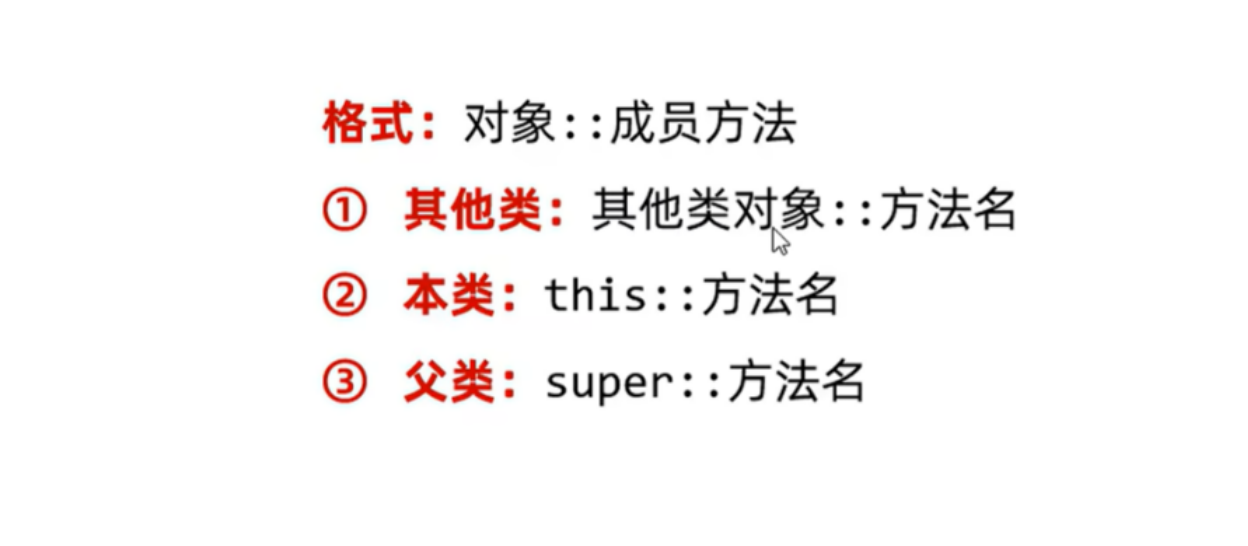 格式：对象::成员方法
① 其他类：其他类对象::方法名
② 本类：this::方法名
③ 父类：super::方法名